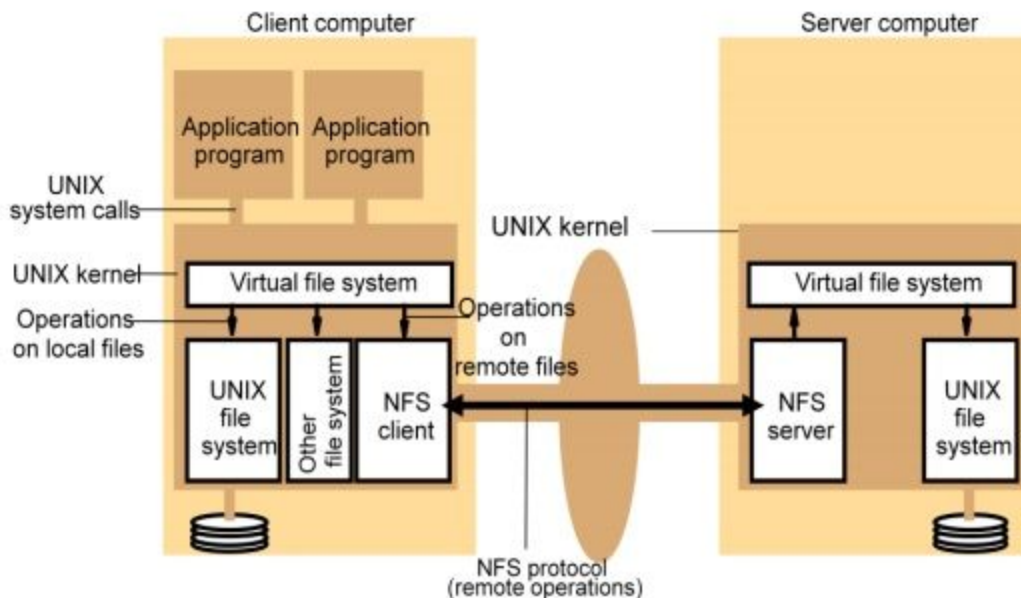 Client computer
Server computer
Application
program
Application
program
UNIX
system calls
UNIX kernel
UNIX kernel
Virtual file system
Virtual file system
Operations
on local files
Operations
on
remote files
UNIX
file
system
Other
file system
NFS
client
NFS
server
UNIX
file
system
NFS protocol
(remote operations)